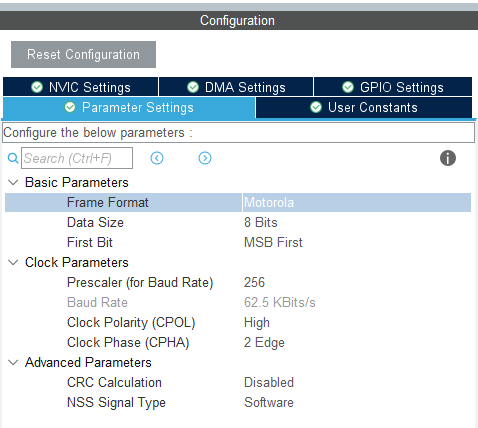 Configuration
Reset Configuration
NVIC Settings DMA Settings GPIO Settings
Parameter Settings User Constants
Configure the below parameters :
Search (Ctrl+F)
Basic Parameters
Frame Format Motorola
Data Size 8 Bits
First Bit MSB First
Clock Parameters
Prescaler (for Baud Rate) 256
Baud Rate 62.5 KBits/s
Clock Polarity (CPOL) High
Clock Phase (CPHA) 2 Edge
Advanced Parameters
CRC Calculation Disabled
NSS Signal Type Software